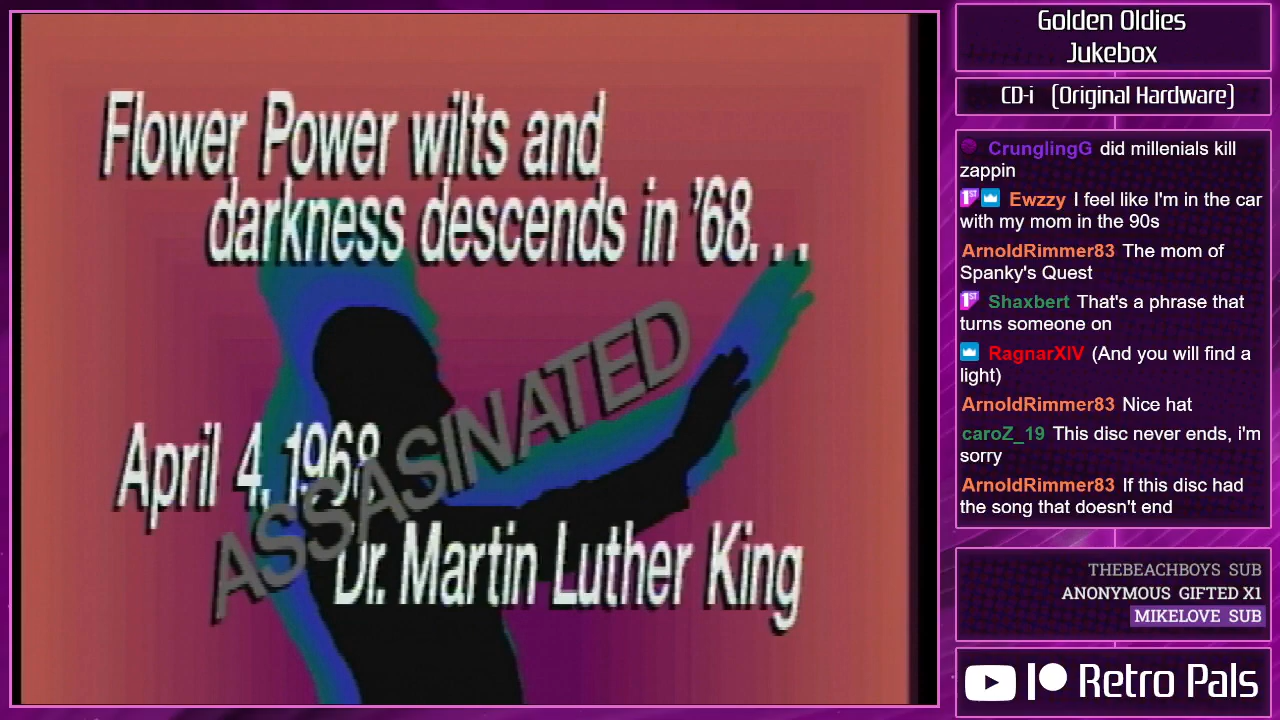 Flower Power wilts and
darkness descends in '68...
ASSASINATED
April 4, 1968
Dr. Martin Luther King
Golden Oldies
Jukebox
CD-i (Original Hardware)
CrunglingG did millenials kill
zappin
1ST Ewzzy I feel like I'm in the car
with my mom in the 90s
ArnoldRimmer83 The mom of
Spanky's Quest
1ST Shaxbert That's a phrase that
turns someone on
RagnarXIV (And you will find a
light)
ArnoldRimmer83 Nice hat
caroZ_19 This disc never ends, i'm
sorry
ArnoldRimmer83 If this disc had
the song that doesn't end
THEBEACHBOYS SUB
ANONYMOUS GIFTED X1
MIKELOVE SUB
Retro Pals